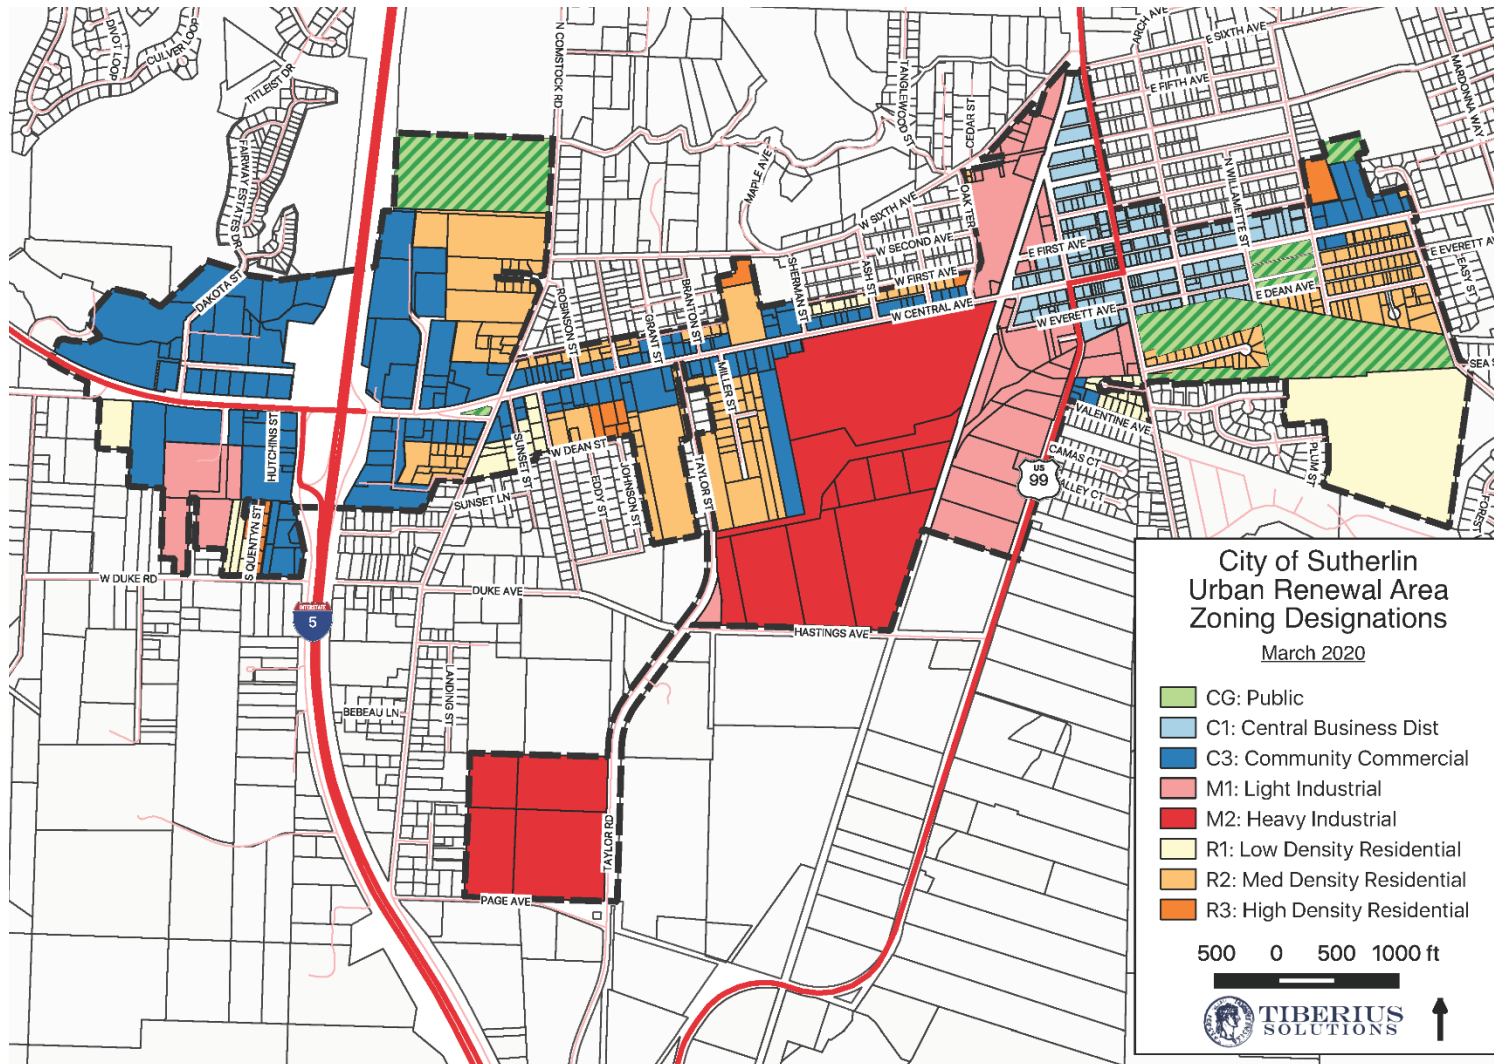 DIVOT LOOP
CULVER LOOP
TITLEIST DR
FAIRWAY ESTATES DR
DAKOTA ST
N COMSTOCK RD
MAPLE AVE
TANGLEWOOD ST
CEDAR ST
OAK TER
ARCH AVE
E SIXTH AVE
E FIFTH AVE
MARDONNA WAY
W SIXTH AVE
W SECOND AVE
W FIRST AVE
SHERMAN ST
ASH ST
W CENTRAL AVE
E FIRST AVE
N WILLAMETTE ST
E EVERETT AV
EASY ST
E DEAN AVE
W EVERETT AVE
SEA S
ROBINSON ST
GRANT ST
BRANTON ST
MILLER ST
HUTCHINS ST
SUNSET ST
W DEAN ST
EDDY ST
JOHNSON ST
TAYLOR ST
SUNSET LN
VALENTINE AVE
CAMAS CT
ALLEY CT
PLUM ST
FOREST
US
99
S QUENTYN ST
W DUKE RD
DUKE AVE
HASTINGS AVE
INTERSTATE
5
LANDING ST
BEBEAU LN
TAYLOR RD
PAGE AVE
City of Sutherlin
Urban Renewal Area
Zoning Designations
March 2020
CG: Public
C1: Central Business Dist
C3: Community Commercial
M1: Light Industrial
M2: Heavy Industrial
R1: Low Density Residential
R2: Med Density Residential
R3: High Density Residential
500 0 500 1000 ft
TIBERIUS
SOLUTIONS